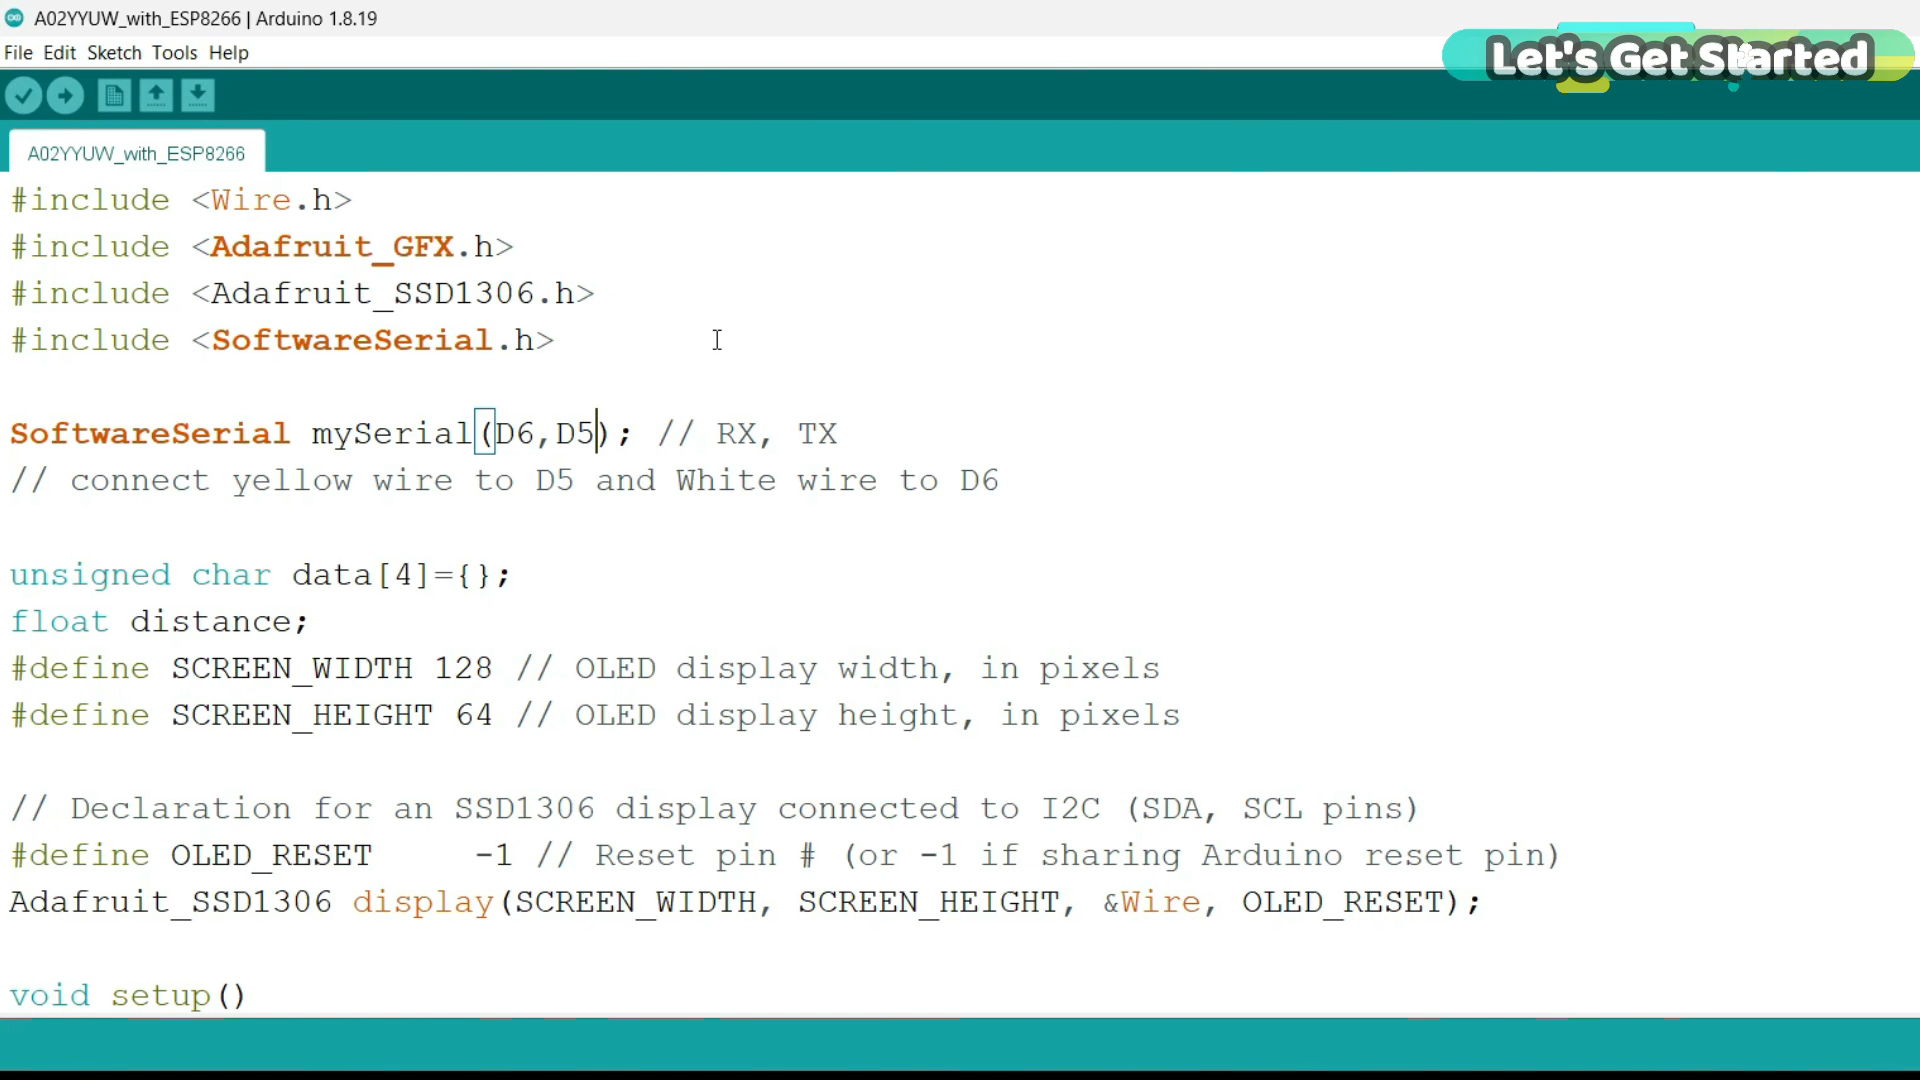 A02YYUW_with_ESP8266 | Arduino 1.8.19
File Edit Sketch Tools Help
Let's Get Started
A02YYUW_with_ESP8266
#include <Wire.h>
#include <Adafruit_GFX.h>
#include <Adafruit_SSD1306.h>
#include <SoftwareSerial.h>
SoftwareSerial mySerial(D6,D5); // RX, TX
// connect yellow wire to D5 and White wire to D6
unsigned char data[4]={};
float distance;
#define SCREEN_WIDTH 128 // OLED display width, in pixels
#define SCREEN_HEIGHT 64 // OLED display height, in pixels
// Declaration for an SSD1306 display connected to I2C (SDA, SCL pins)
#define OLED_RESET     -1 // Reset pin # (or -1 if sharing Arduino reset pin)
Adafruit_SSD1306 display(SCREEN_WIDTH, SCREEN_HEIGHT, &Wire, OLED_RESET);
void setup()